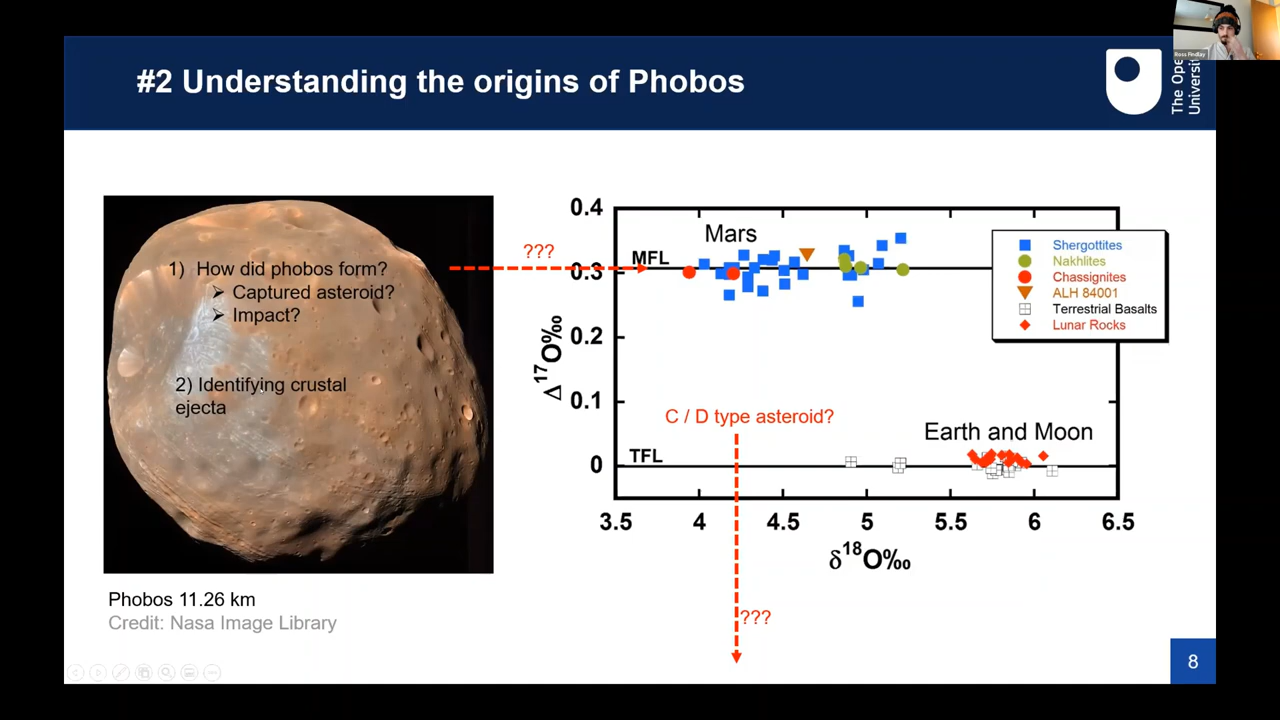 Ross Findlay
#2 Understanding the origins of Phobos
The Open
University
1) How did phobos form?
➢ Captured asteroid?
➢ Impact?
2) Identifying crustal
ejecta
Phobos 11.26 km
Credit: Nasa Image Library
???
0.4
0.3
0.2
0.1
0
Δ¹⁷O‰
Mars
MFL
Shergottites
Nakhlites
Chassignites
ALH 84001
Terrestrial Basalts
Lunar Rocks
C / D type asteroid?
Earth and Moon
TFL
3.5 4 4.5 5 5.5 6 6.5
δ¹⁸O‰
???
8